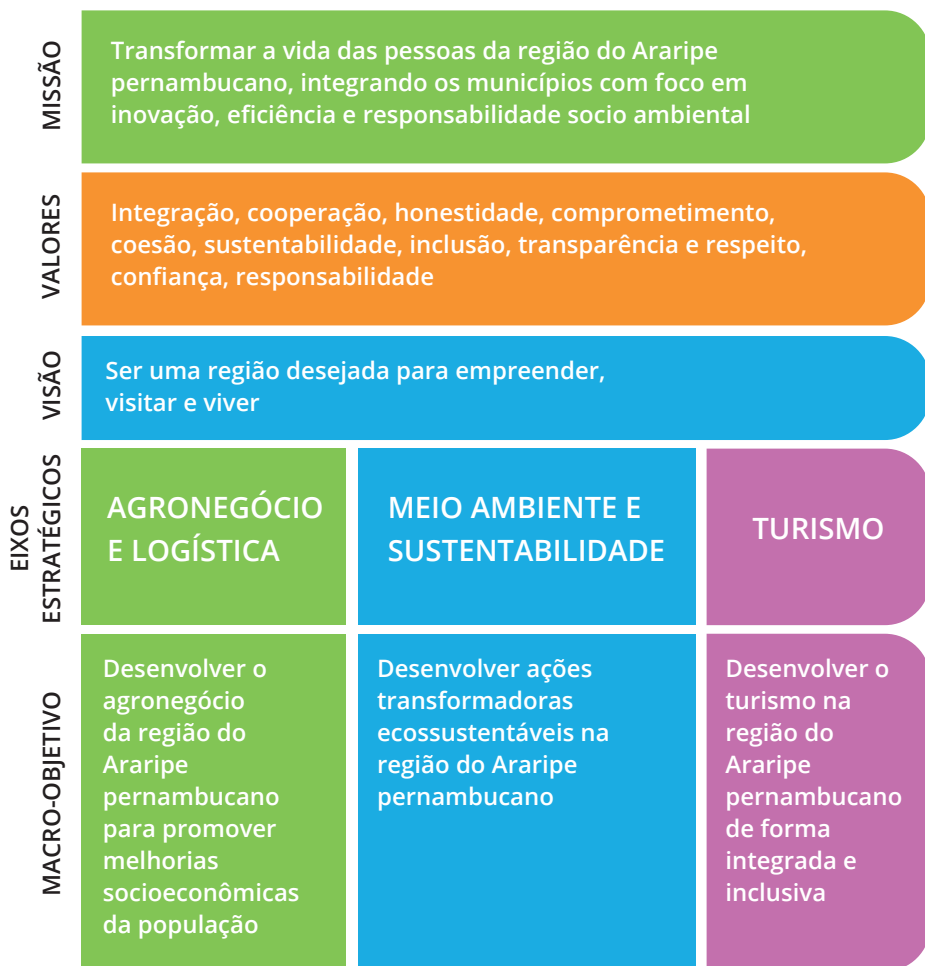 MISSÃO
Transformar a vida das pessoas da região do Araripe
pernambucano, integrando os municípios com foco em
inovação, eficiência e responsabilidade socio ambiental
VALORES
Integração, cooperação, honestidade, comprometimento,
coesão, sustentabilidade, inclusão, transparência e respeito,
confiança, responsabilidade
VISÃO
Ser uma região desejada para empreender,
visitar e viver
EIXOS
ESTRATÉGICOS
AGRONEGÓCIO
E LOGÍSTICA
MEIO AMBIENTE E
SUSTENTABILIDADE
TURISMO
MACRO-OBJETIVO
Desenvolver o
agronegócio
da região do
Araripe
pernambucano
para promover
melhorias
socioeconômicas
da população
Desenvolver ações
transformadoras
ecossustentáveis na
região do Araripe
pernambucano
Desenvolver o
turismo na
região do
Araripe
pernambucano
de forma
integrada e
inclusiva